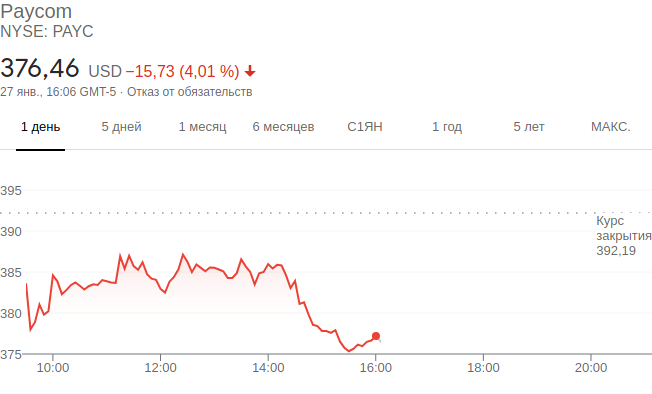 Paycom
NYSE: PAYC
376,46 USD −15,73 (4,01 %)
27 янв., 16:06 GMT-5 · Отказ от обязательств
1 день 5 дней 1 месяц 6 месяцев С1ЯН 1 год 5 лет МАКС.
395
390
385
380
375
Курс
закрытия
392,19
10:00 12:00 14:00 16:00 18:00 20:00